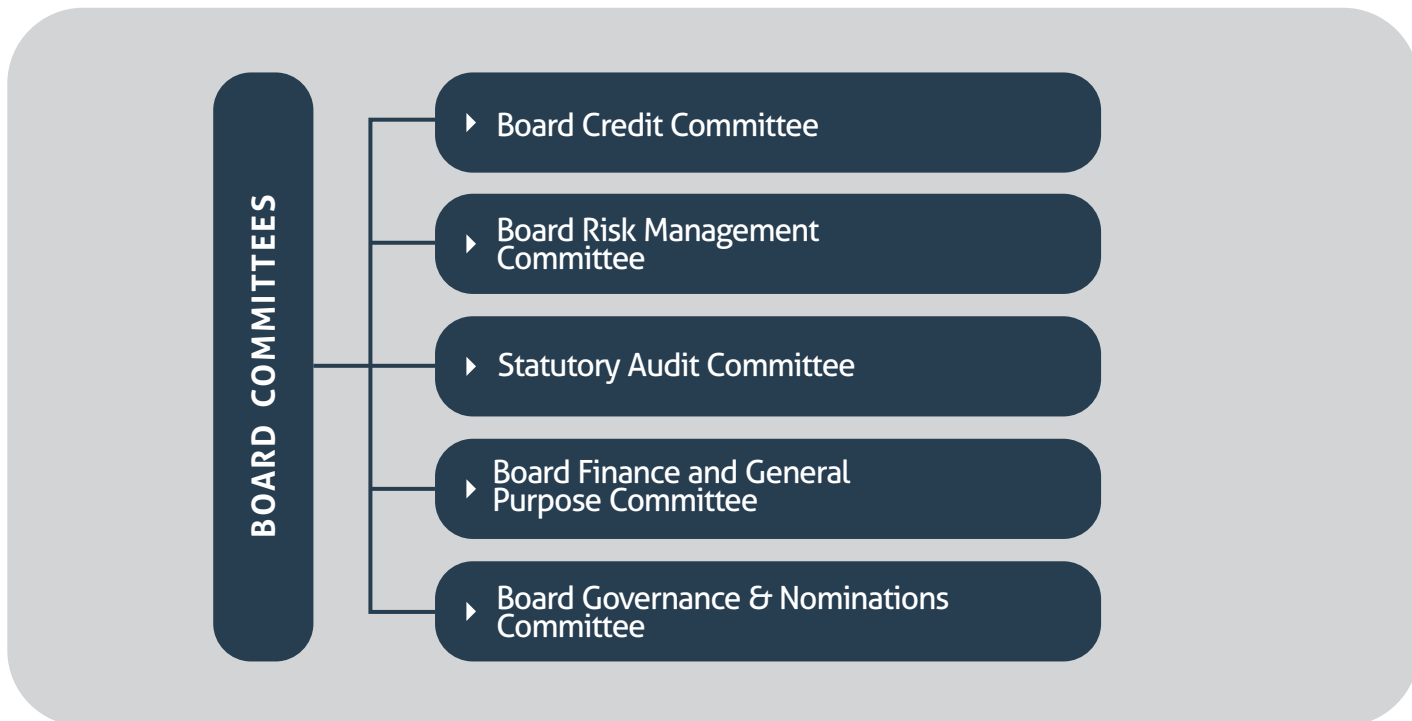 BOARD COMMITTEES
Board Credit Committee
Board Risk Management
Committee
Statutory Audit Committee
Board Finance and General
Purpose Committee
Board Governance & Nominations
Committee